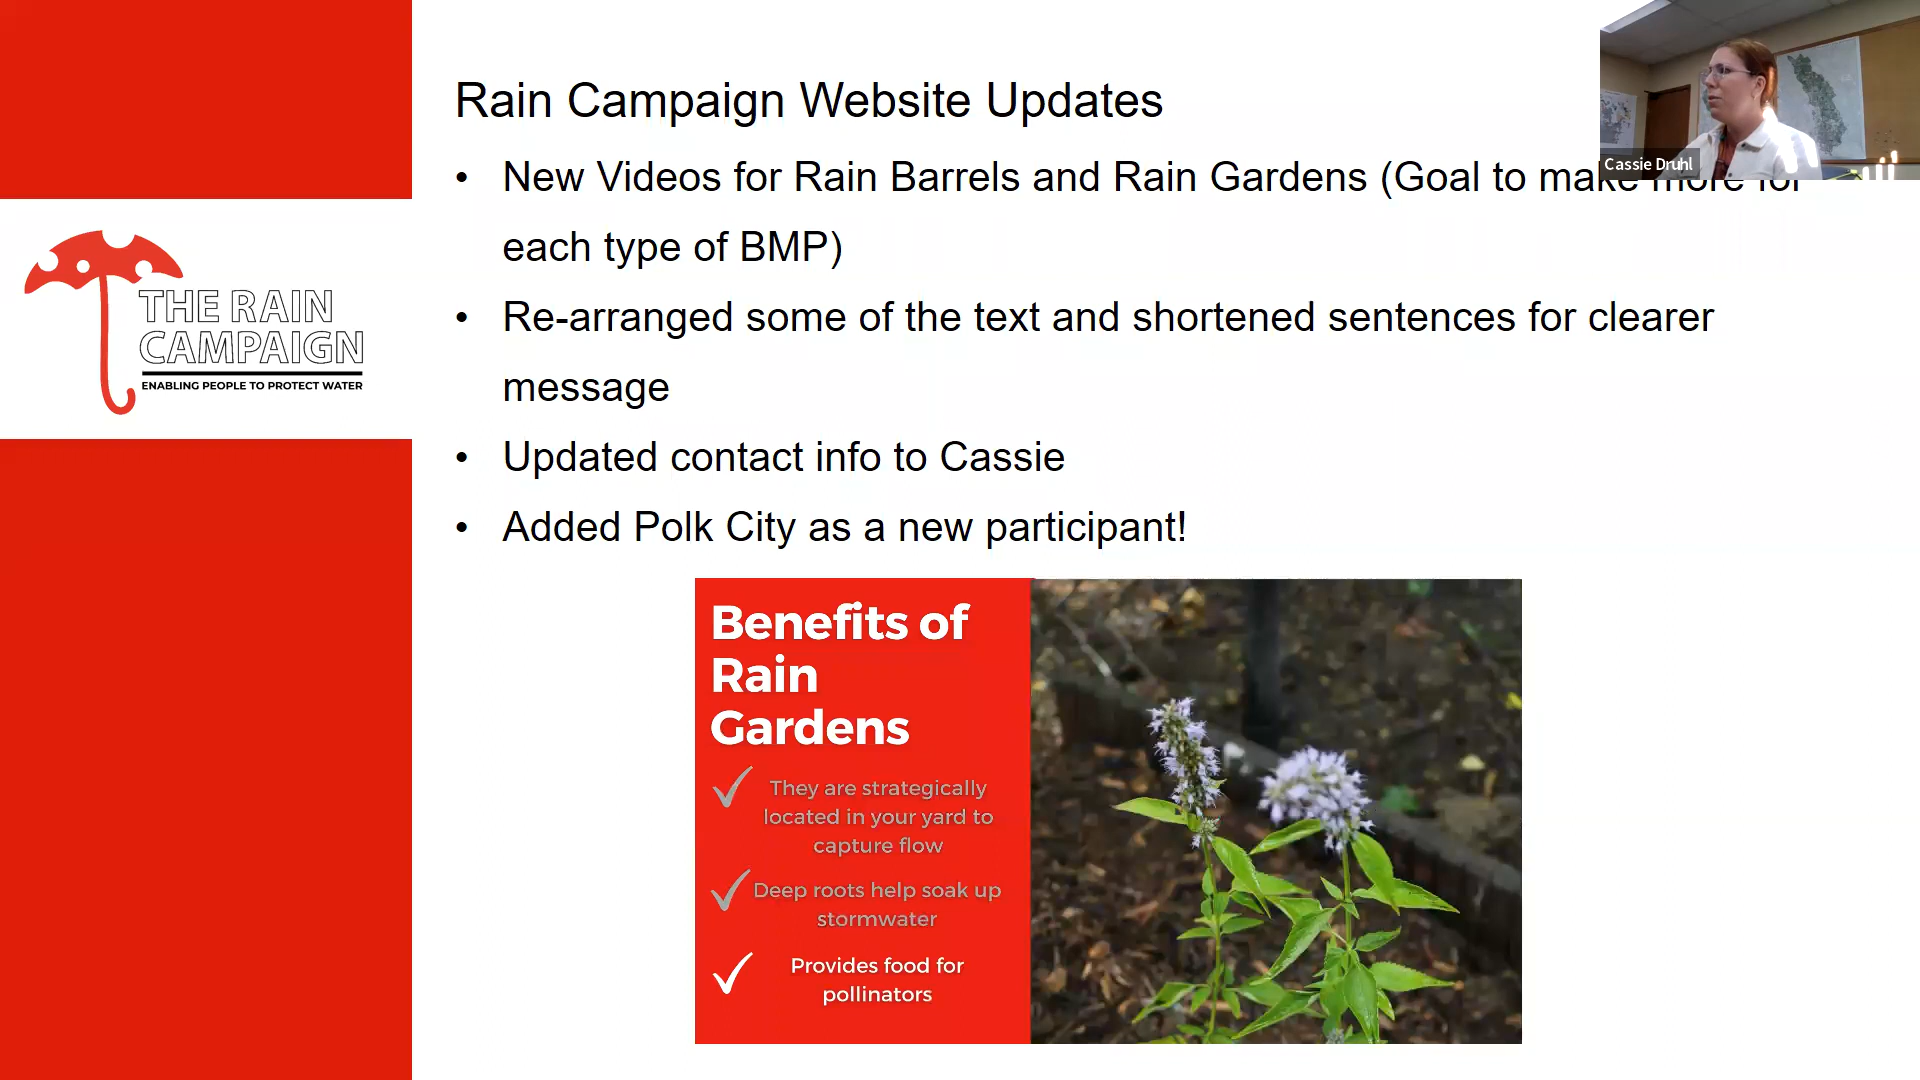 Rain Campaign Website Updates
• New Videos for Rain Barrels and Rain Gardens (Goal to make more for
each type of BMP)
• Re-arranged some of the text and shortened sentences for clearer
message
• Updated contact info to Cassie
• Added Polk City as a new participant!
THE RAIN
CAMPAIGN
ENABLING PEOPLE TO PROTECT WATER
Cassie Druhl
Benefits of
Rain
Gardens
They are strategically
located in your yard to
capture flow
Deep roots help soak up
stormwater
Provides food for
pollinators